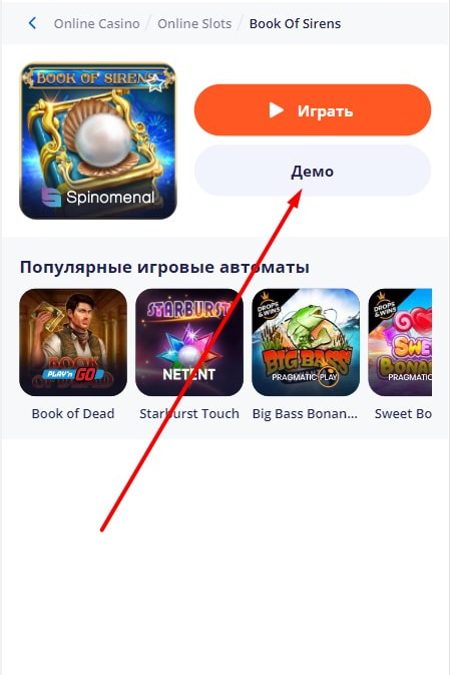 Online Casino / Online Slots / Book Of Sirens
BOOK OF SIRENS
Spinomenal
Играть
Демо
Популярные игровые автоматы
BOOK
OF DEAD
PLAY'n GO
STARBURST
NETENT
DROPS & WINS
BIG BASS
PRAGMATIC PLAY
DROPS & WINS
PRAGMATIC
Book of Dead
Starburst Touch
Big Bass Bonan...
Sweet Bo